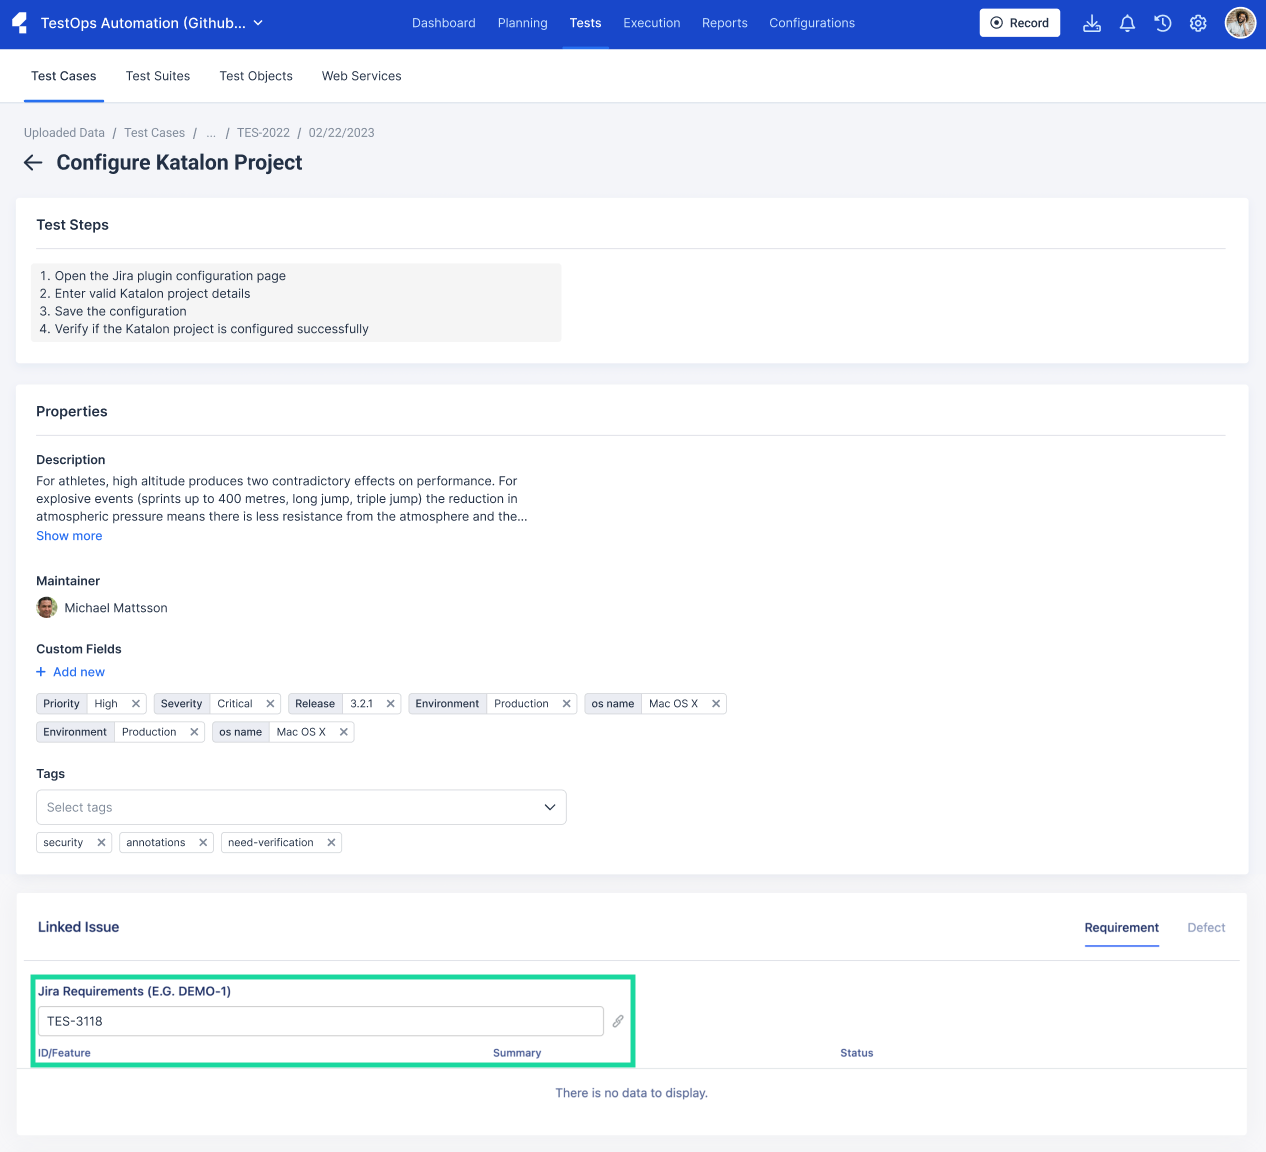 TestOps Automation (Github...
Dashboard
Planning
Tests
Execution
Reports
Configurations
Record
Test Cases
Test Suites
Test Objects
Web Services
Uploaded Data / Test Cases / ... / TES-2022 / 02/22/2023
Configure Katalon Project
Test Steps
1. Open the Jira plugin configuration page
2. Enter valid Katalon project details
3. Save the configuration
4. Verify if the Katalon project is configured successfully
Properties
Description
For athletes, high altitude produces two contradictory effects on performance. For
explosive events (sprints up to 400 metres, long jump, triple jump) the reduction in
atmospheric pressure means there is less resistance from the atmosphere and the...
Show more
Maintainer
Michael Mattsson
Custom Fields
+ Add new
Priority High
Severity Critical
Release 3.2.1
Environment Production
os name Mac OS X
Environment Production
os name Mac OS X
Tags
Select tags
security
annotations
need-verification
Linked Issue
Requirement
Defect
Jira Requirements (E.G. DEMO-1)
TES-3118
ID/Feature
Summary
Status
There is no data to display.